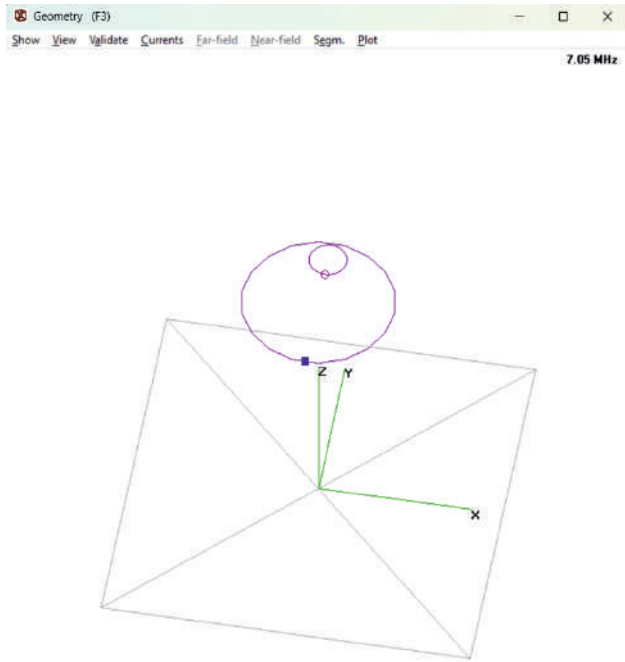 Geometry (F3)
Show View Validate Currents Far-field Near-field Segm. Plot
7.05 MHz
Z Y
X